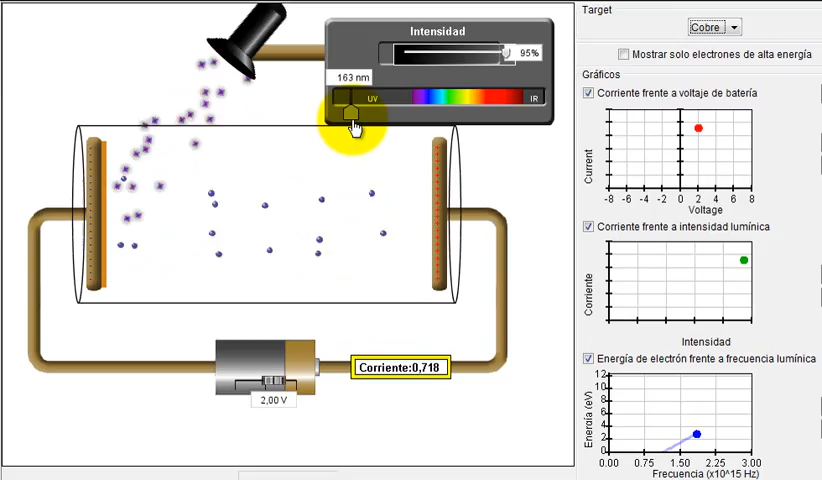 Intensidad
95%
163 nm
UV
IR
Corriente:0,718
2,00 V
Target
Cobre
Mostrar solo electrones de alta energía
Gráficos
Corriente frente a voltaje de batería
Current
-8 -6 -4 -2 0 2 4 6 8
Voltage
Corriente frente a intensidad lumínica
Corriente
Intensidad
Energía de electrón frente a frecuencia lumínica
Energía (eV)
12
10
8
6
4
2
0
0.00 0.75 1.50 2.25 3.00
Frecuencia (x10^15 Hz)